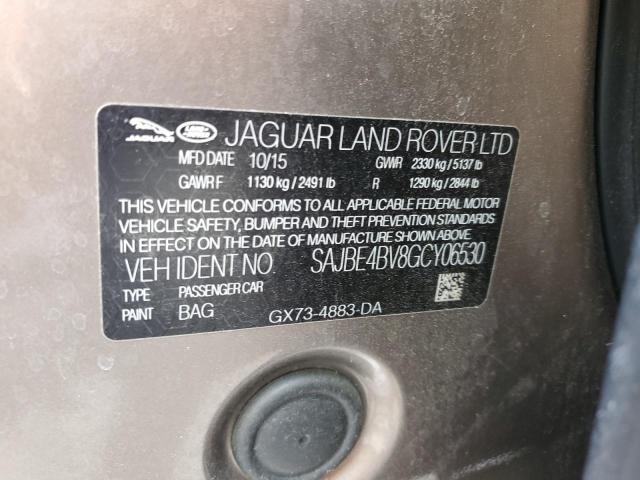 JAGUAR LAND-ROVER JAGUAR LAND ROVER LTD
MFD DATE 10/15 GWR 2330 kg / 5137 lb
GAWR F 1130 kg / 2491 lb R 1290 kg / 2844 lb
THIS VEHICLE CONFORMS TO ALL APPLICABLE FEDERAL MOTOR
VEHICLE SAFETY, BUMPER AND THEFT PREVENTION STANDARDS
IN EFFECT ON THE DATE OF MANUFACTURE SHOWN ABOVE.
VEH IDENT NO. SAJBE4BV8GCY06530
TYPE PASSENGER CAR
PAINT BAG GX73-4883-DA